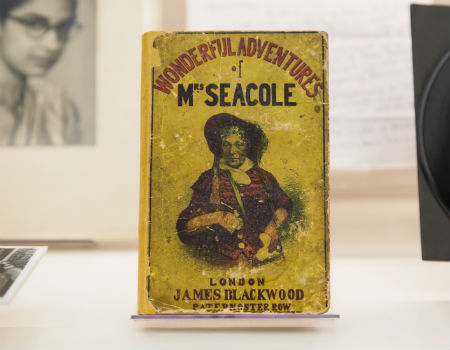 WONDERFUL ADVENTURES
of
MRS SEACOLE
LONDON
JAMES BLACKWOOD
PATERNOSTER ROW